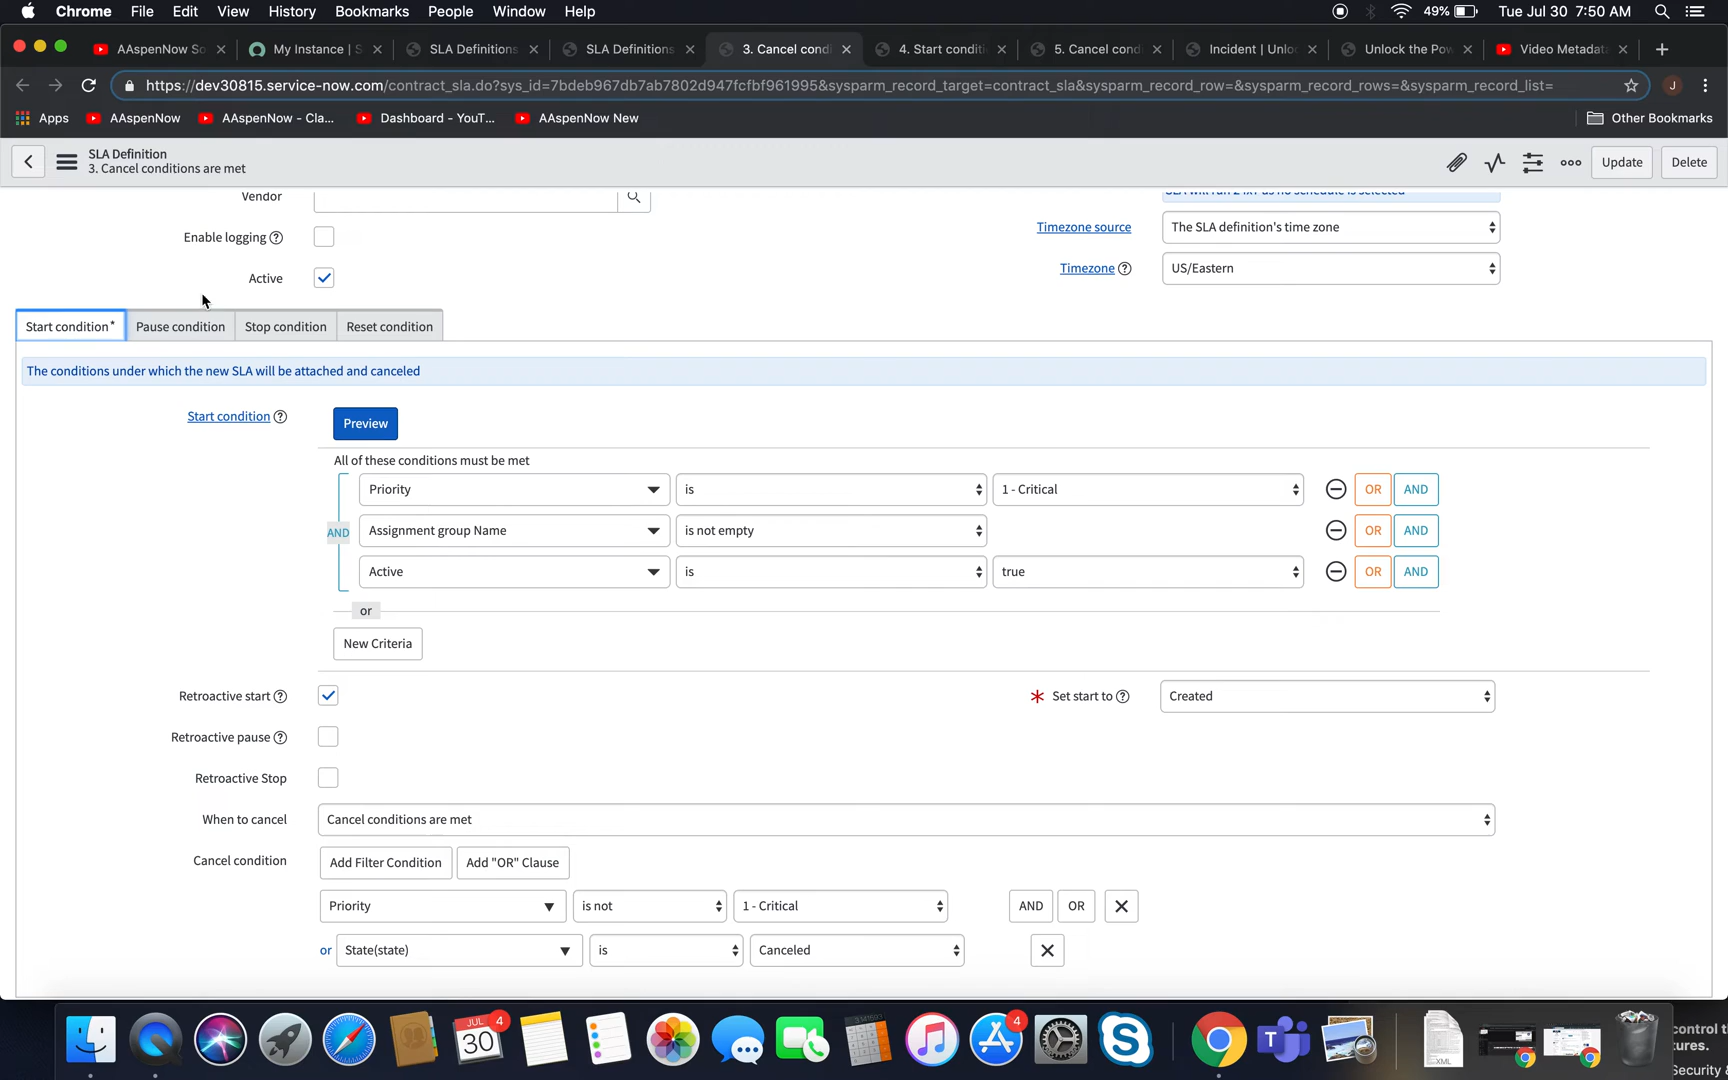 Chrome File Edit View History Bookmarks People Window Help 49% Tue Jul 30 7:50 AM
AAspenNow So My Instance | S SLA Definitions SLA Definitions 3. Cancel condi 4. Start conditi 5. Cancel cond Incident | Unlo Unlock the Pow Video Metadat
https://dev30815.service-now.com/contract_sla.do?sys_id=7bdeb967db7ab7802d947fcfbf961995&sysparm_record_target=contract_sla&sysparm_record_row=&sysparm_record_rows=&sysparm_record_list= J
Apps AAspenNow AAspenNow - Cla... Dashboard - YouT... AAspenNow New Other Bookmarks
SLA Definition
3. Cancel conditions are met
Update Delete
Vendor
SLA will run 24x7 as no schedule is selected
Enable logging ? Timezone source The SLA definition's time zone
Active Timezone ? US/Eastern
Start condition* Pause condition Stop condition Reset condition
The conditions under which the new SLA will be attached and canceled
Start condition ? Preview
All of these conditions must be met
Priority is 1 - Critical OR AND
AND Assignment group Name is not empty OR AND
Active is true OR AND
or
New Criteria
Retroactive start ? * Set start to ? Created
Retroactive pause ?
Retroactive Stop
When to cancel Cancel conditions are met
Cancel condition Add Filter Condition Add "OR" Clause
Priority is not 1 - Critical AND OR X
or State(state) is Canceled X
JUL 4
30
4
XML
control t
tures.
Security